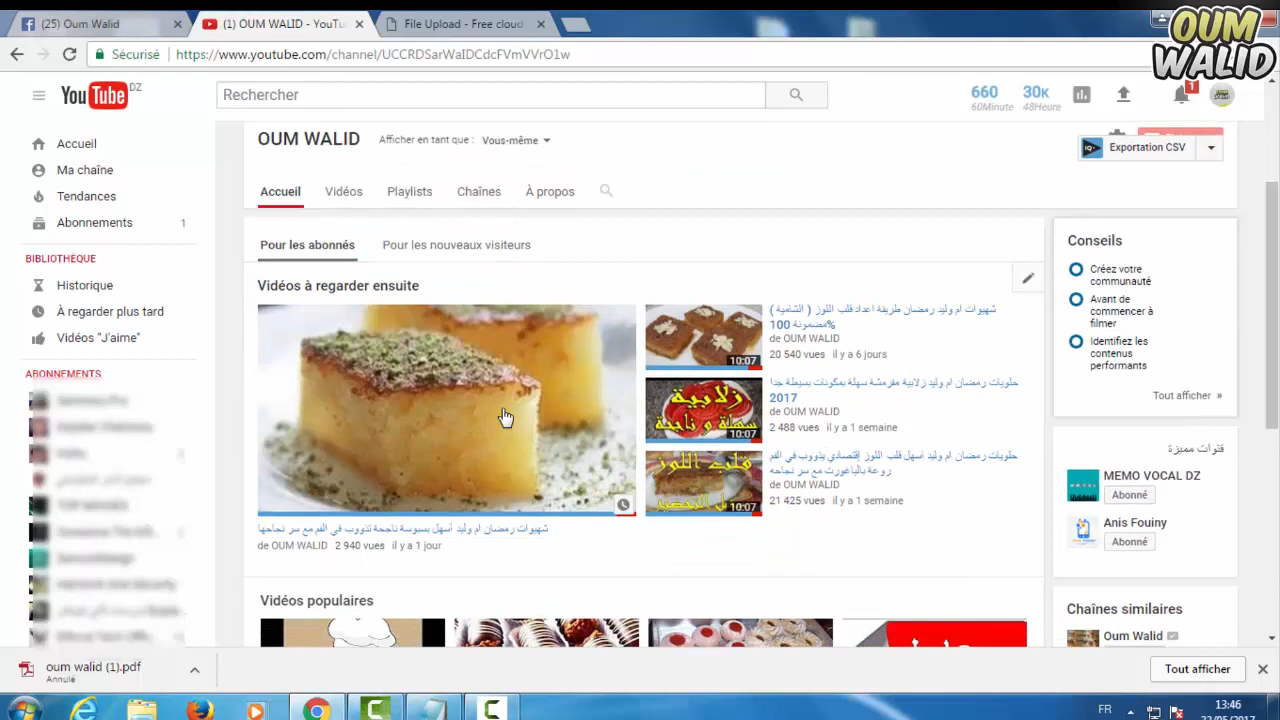 (25) Oum Walid
(1) OUM WALID - YouTu
File Upload - Free cloud
OUM
WALID
Sécurisé
https://www.youtube.com/channel/UCCRDSarWaIDCdcFVmVVrO1w
YouTube DZ
Rechercher
660
60Minute
30K
48Heure
1
OUM WALID
Afficher en tant que :
Vous-même
Exportation CSV
Accueil
Vidéos
Playlists
Chaînes
À propos
Accueil
Ma chaîne
Tendances
Abonnements 1
BIBLIOTHÈQUE
Historique
À regarder plus tard
Vidéos "J'aime"
ABONNEMENTS
Pour les abonnés
Pour les nouveaux visiteurs
Vidéos à regarder ensuite
شهيوات ام وليد أسهل بسبوسة ناجحة تذووب في الفم مع سر نجاحها
de OUM WALID 2 940 vues il y a 1 jour
10:07
شهيوات ام وليد رمضان طريقة اعداد قلب اللوز ( الشامية )
مضمونة 100%
de OUM WALID
20 540 vues il y a 6 jours
زلابية
سهلة و ناجحة
10:07
حلويات رمضان ام وليد زلابية مقرمشة سهلة بمكونات بسيطة جدا
2017
de OUM WALID
2 488 vues il y a 1 semaine
قلب اللوز
10:07
حلويات رمضان ام وليد اسهل قلب اللوز إقتصادي يذووب في الفم
روعة بالياغورت مع سر نجاحه
de OUM WALID
21 425 vues il y a 1 semaine
Vidéos populaires
Conseils
Créez votre
communauté
Avant de
commencer à
filmer
Identifiez les
contenus
performants
Tout afficher »
قنوات مميزة
MEMO VOCAL DZ
Abonné
Anis Fouiny
Abonné
Chaînes similaires
Oum Walid
oum walid (1).pdf
Annulé
Tout afficher
FR
13:46
22/05/2017